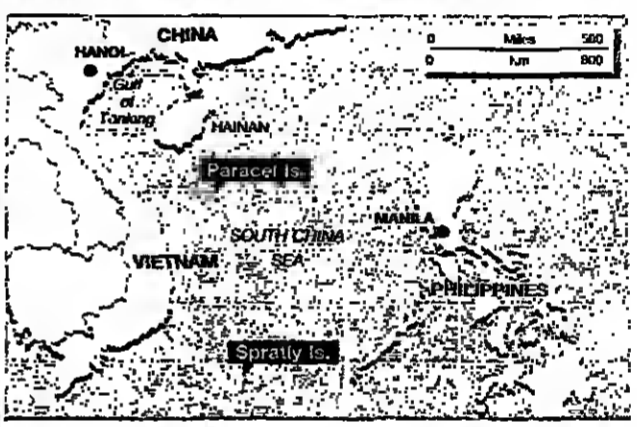 CHINA
0 Miles 500
HANOI
0 Km 800
Gulf
of
Tonking
HAINAN
Paracel Is.
MANILA
SOUTH CHINA
SEA
VIETNAM
PHILIPPINES
Spratly Is.